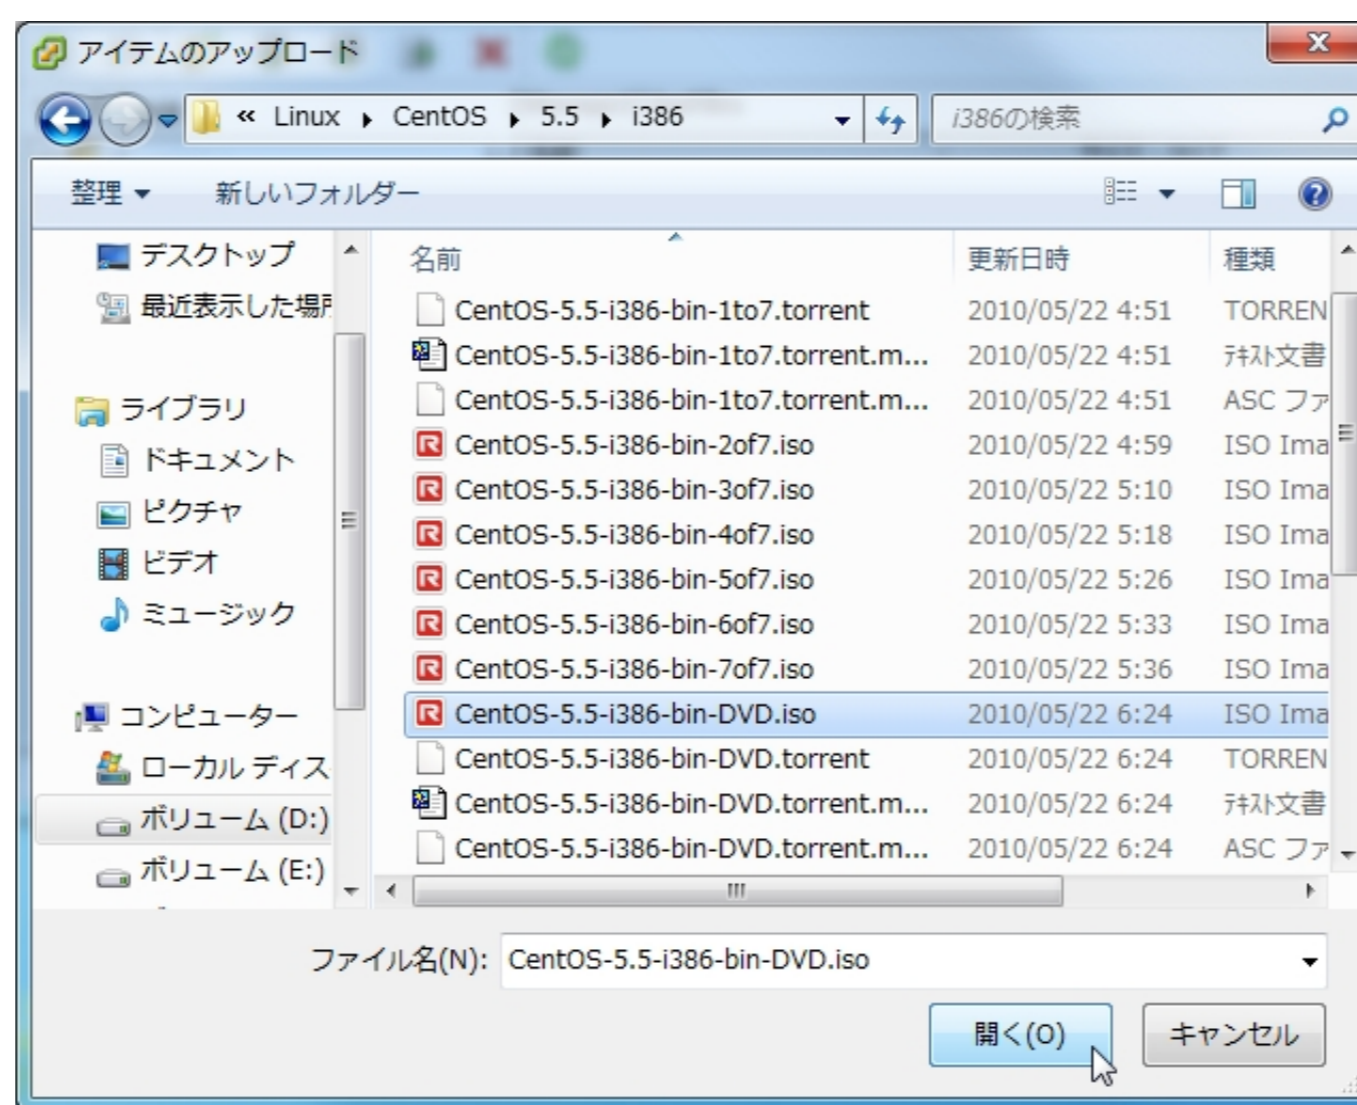 アイテムのアップロード
« Linux CentOS 5.5 i386
i386の検索
整理 新しいフォルダー
デスクトップ
最近表示した場所
ライブラリ
ドキュメント
ピクチャ
ビデオ
ミュージック
コンピューター
ローカル ディス
ボリューム (D:)
ボリューム (E:)
名前 更新日時 種類
CentOS-5.5-i386-bin-1to7.torrent 2010/05/22 4:51 TORREN
CentOS-5.5-i386-bin-1to7.torrent.m... 2010/05/22 4:51 テキスト文書
CentOS-5.5-i386-bin-1to7.torrent.m... 2010/05/22 4:51 ASC ファ
CentOS-5.5-i386-bin-2of7.iso 2010/05/22 4:59 ISO Ima
CentOS-5.5-i386-bin-3of7.iso 2010/05/22 5:10 ISO Ima
CentOS-5.5-i386-bin-4of7.iso 2010/05/22 5:18 ISO Ima
CentOS-5.5-i386-bin-5of7.iso 2010/05/22 5:26 ISO Ima
CentOS-5.5-i386-bin-6of7.iso 2010/05/22 5:33 ISO Ima
CentOS-5.5-i386-bin-7of7.iso 2010/05/22 5:36 ISO Ima
CentOS-5.5-i386-bin-DVD.iso 2010/05/22 6:24 ISO Ima
CentOS-5.5-i386-bin-DVD.torrent 2010/05/22 6:24 TORREN
CentOS-5.5-i386-bin-DVD.torrent.m... 2010/05/22 6:24 テキスト文書
CentOS-5.5-i386-bin-DVD.torrent.m... 2010/05/22 6:24 ASC ファ
ファイル名(N): CentOS-5.5-i386-bin-DVD.iso
開く(O) キャンセル